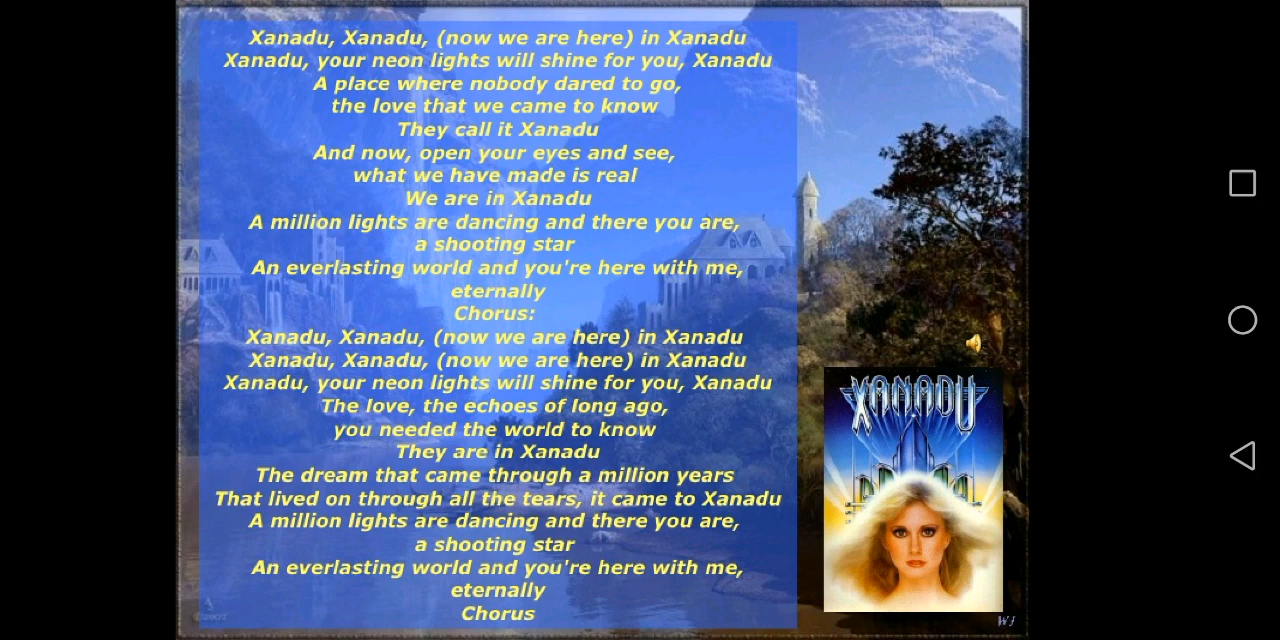 Xanadu, Xanadu, (now we are here) in Xanadu
Xanadu, your neon lights will shine for you, Xanadu
A place where nobody dared to go,
the love that we came to know
They call it Xanadu
And now, open your eyes and see,
what we have made is real
We are in Xanadu
A million lights are dancing and there you are,
a shooting star
An everlasting world and you're here with me,
eternally
Chorus:
Xanadu, Xanadu, (now we are here) in Xanadu
Xanadu, Xanadu, (now we are here) in Xanadu
Xanadu, your neon lights will shine for you, Xanadu
The love, the echoes of long ago,
you needed the world to know
They are in Xanadu
The dream that came through a million years
That lived on through all the tears, it came to Xanadu
A million lights are dancing and there you are,
a shooting star
An everlasting world and you're here with me,
eternally
Chorus
XANADU
WJ